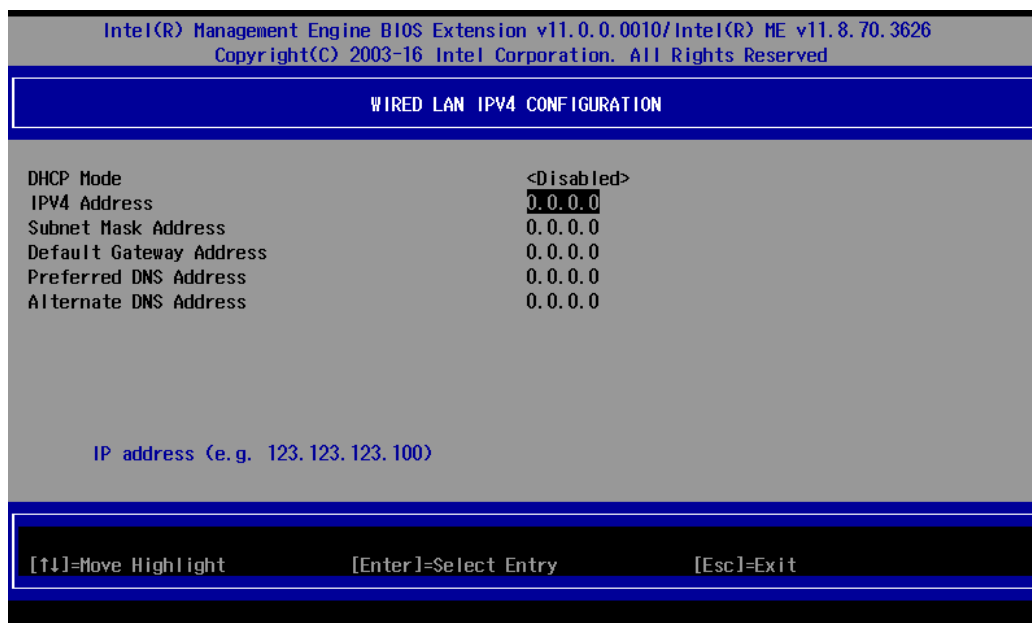 Intel(R) Management Engine BIOS Extension v11.0.0.0010/Intel(R) ME v11.8.70.3626
Copyright(C) 2003-16 Intel Corporation. All Rights Reserved
WIRED LAN IPV4 CONFIGURATION
DHCP Mode <Disabled>
IPV4 Address 0.0.0.0
Subnet Mask Address 0.0.0.0
Default Gateway Address 0.0.0.0
Preferred DNS Address 0.0.0.0
Alternate DNS Address 0.0.0.0
IP address (e.g. 123.123.123.100)
[↑↓]=Move Highlight [Enter]=Select Entry [Esc]=Exit